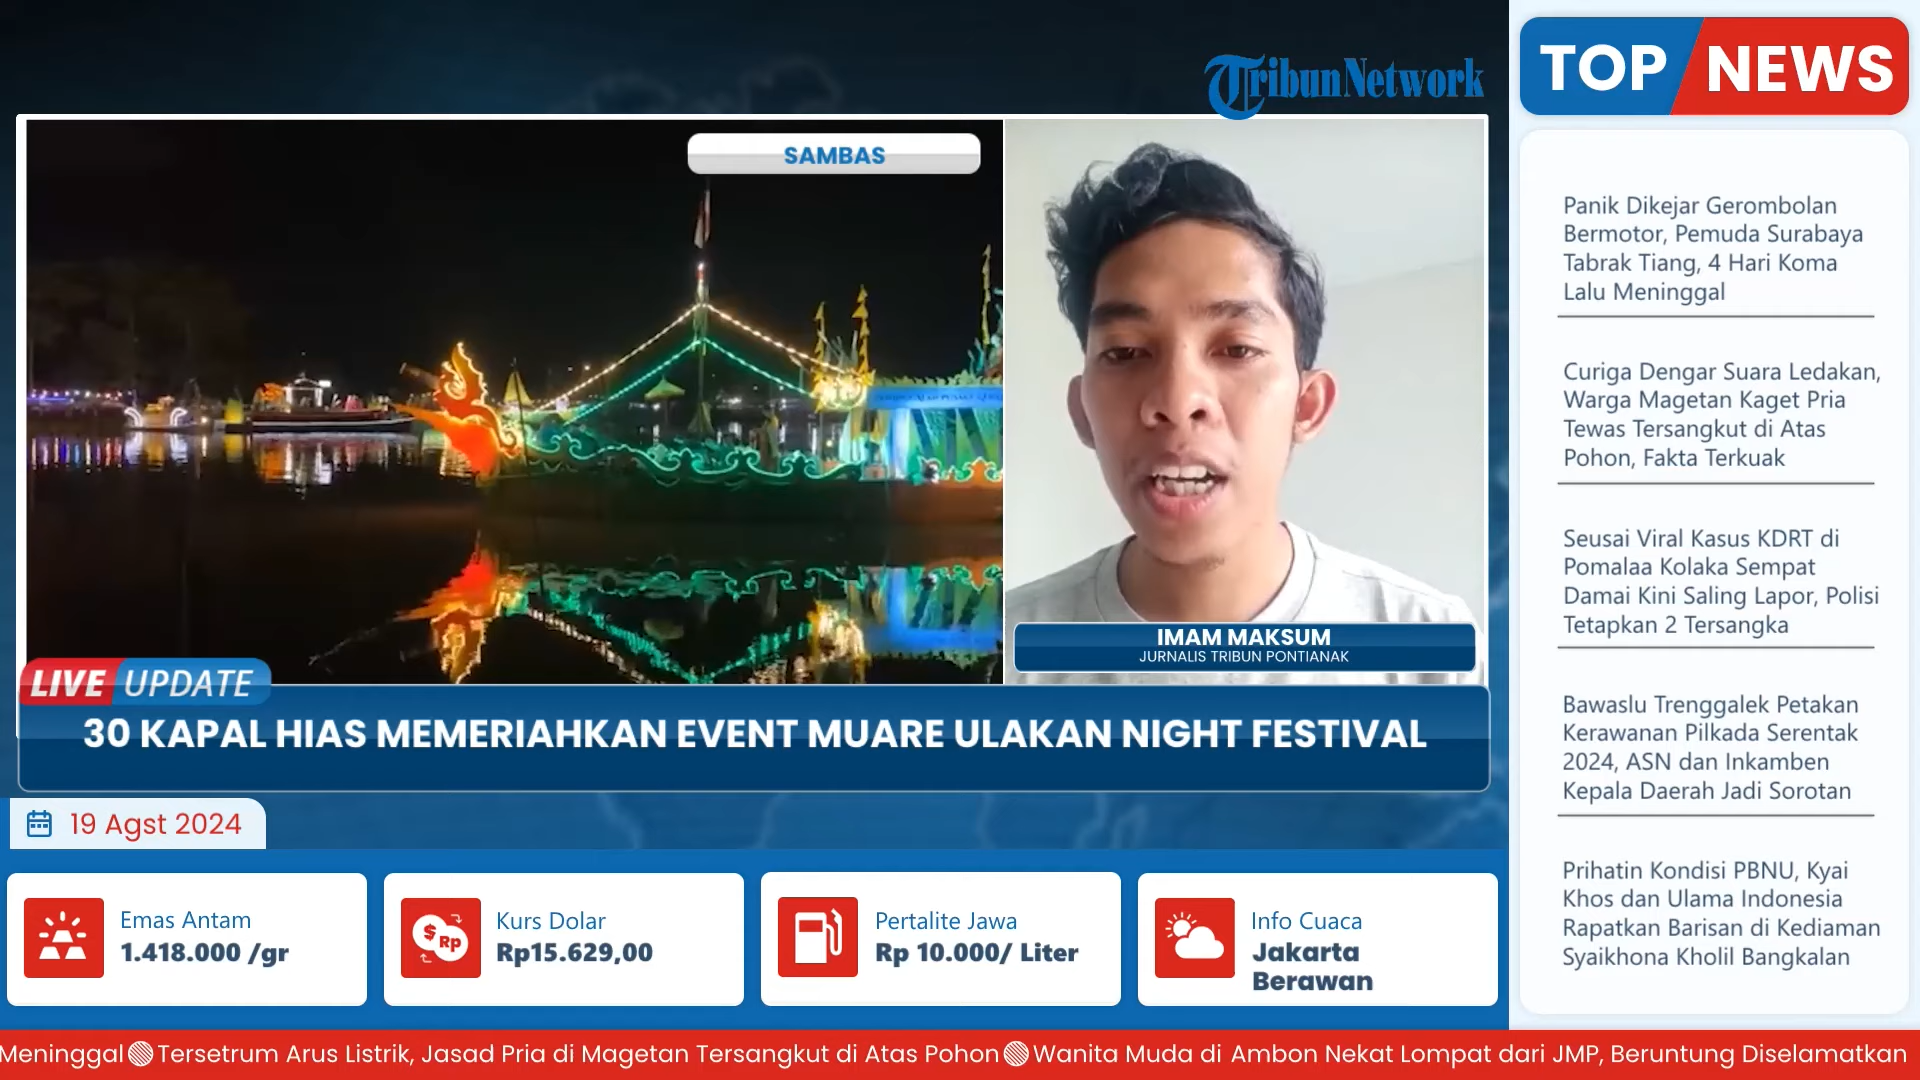 TribunNetwork
TOP NEWS
SAMBAS
Panik Dikejar Gerombolan
Bermotor, Pemuda Surabaya
Tabrak Tiang, 4 Hari Koma
Lalu Meninggal
Curiga Dengar Suara Ledakan,
Warga Magetan Kaget Pria
Tewas Tersangkut di Atas
Pohon, Fakta Terkuak
Seusai Viral Kasus KDRT di
Pomalaa Kolaka Sempat
Damai Kini Saling Lapor, Polisi
Tetapkan 2 Tersangka
Bawaslu Trenggalek Petakan
Kerawanan Pilkada Serentak
2024, ASN dan Inkamben
Kepala Daerah Jadi Sorotan
Prihatin Kondisi PBNU, Kyai
Khos dan Ulama Indonesia
Rapatkan Barisan di Kediaman
Syaikhona Kholil Bangkalan
IMAM MAKSUM
JURNALIS TRIBUN PONTIANAK
LIVE UPDATE
30 KAPAL HIAS MEMERIAHKAN EVENT MUARE ULAKAN NIGHT FESTIVAL
19 Agst 2024
Emas Antam
1.418.000 /gr
Kurs Dolar
Rp15.629,00
Pertalite Jawa
Rp 10.000/ Liter
Info Cuaca
Jakarta
Berawan
Meninggal Tersetrum Arus Listrik, Jasad Pria di Magetan Tersangkut di Atas Pohon Wanita Muda di Ambon Nekat Lompat dari JMP, Beruntung Diselamatkan